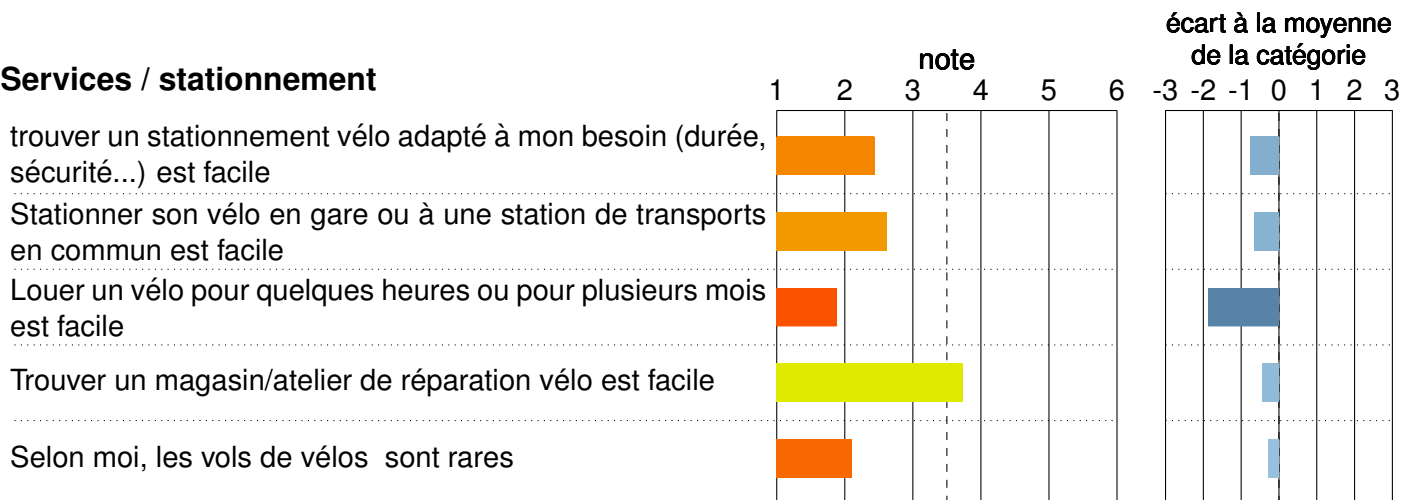 écart à la moyenne
note
de la catégorie
Services / stationnement
1 2 3 4 5 6 -3 -2 -1 0 1 2 3
trouver un stationnement vélo adapté à mon besoin (durée,
sécurité...) est facile
Stationner son vélo en gare ou à une station de transports
en commun est facile
Louer un vélo pour quelques heures ou pour plusieurs mois
est facile
Trouver un magasin/atelier de réparation vélo est facile
Selon moi, les vols de vélos sont rares